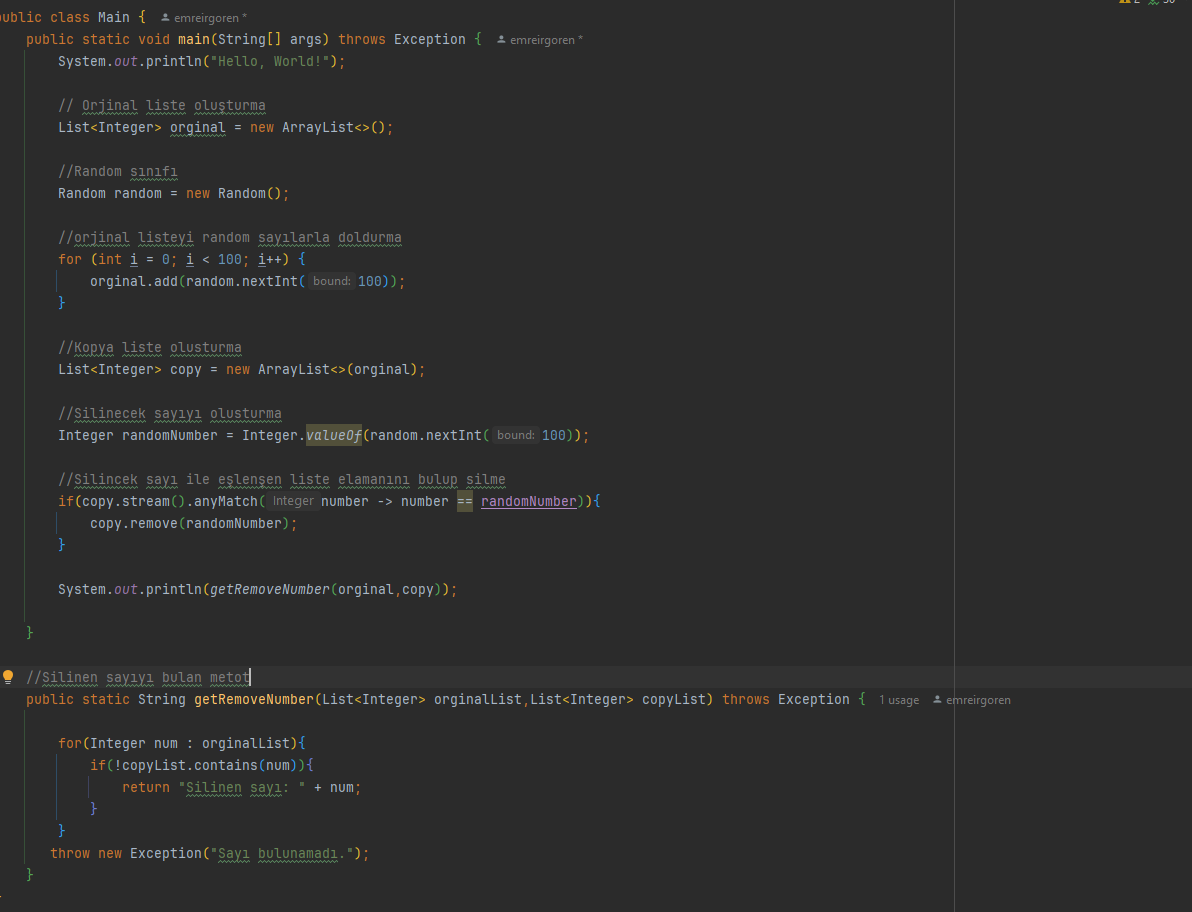 public class Main {  emreirgoren *
public static void main(String[] args) throws Exception {  emreirgoren *
System.out.println("Hello, World!");
// Orjinal liste oluşturma
List<Integer> orginal = new ArrayList<>();
//Random sınıfı
Random random = new Random();
//orjinal listeyi random sayılarla doldurma
for (int i = 0; i < 100; i++) {
orginal.add(random.nextInt( bound: 100));
}
//Kopya liste olusturma
List<Integer> copy = new ArrayList<>(orginal);
//Silinecek sayıyı olusturma
Integer randomNumber = Integer.valueOf(random.nextInt( bound: 100));
//Silincek sayı ile eşlenşen liste elamanını bulup silme
if(copy.stream().anyMatch( Integer number -> number == randomNumber)){
copy.remove(randomNumber);
}
System.out.println(getRemoveNumber(orginal,copy));
}
//Silinen sayıyı bulan metot
public static String getRemoveNumber(List<Integer> orginalList,List<Integer> copyList) throws Exception {  1 usage  emreirgoren
for(Integer num : orginalList){
if(!copyList.contains(num)){
return "Silinen sayı: " + num;
}
}
throw new Exception("Sayı bulunamadı.");
}